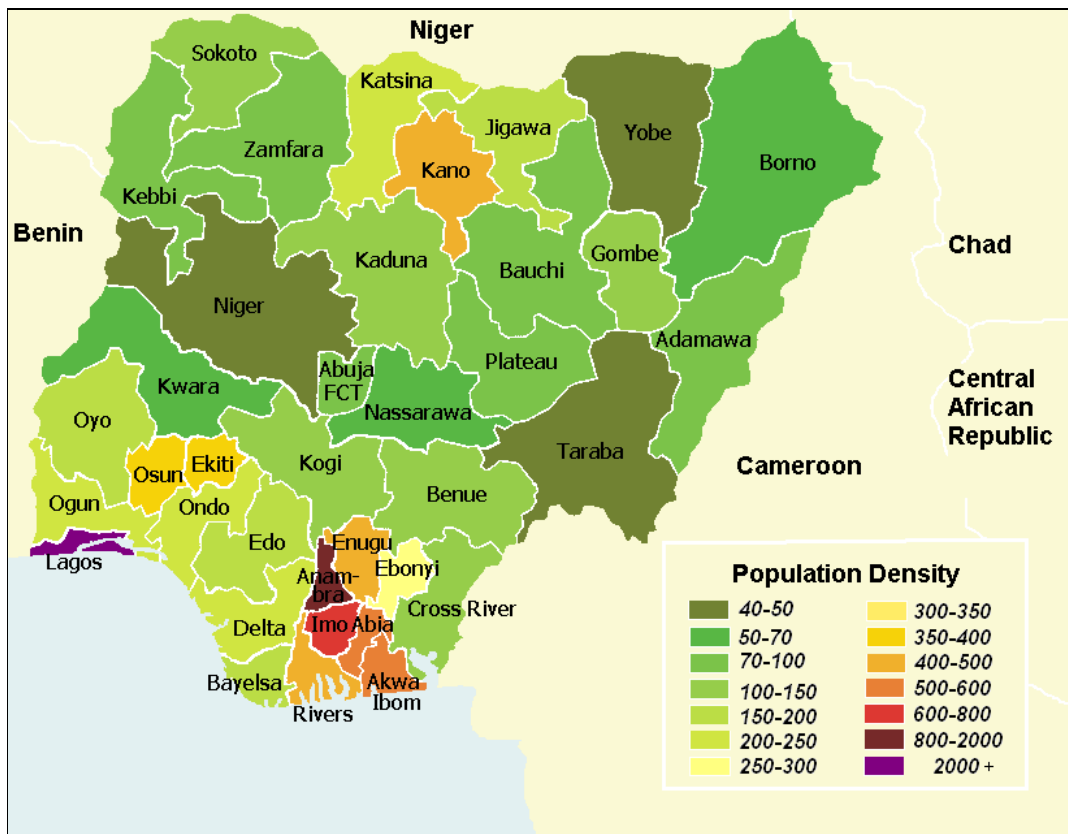 Niger
Sokoto
Katsina
Jigawa
Yobe
Zamfara
Kano
Borno
Kebbi
Benin
Chad
Kaduna
Gombe
Bauchi
Niger
Adamawa
Plateau
Abuja
FCT
Kwara
Nassarawa
Central
African
Republic
Oyo
Taraba
Osun
Ekiti
Kogi
Cameroon
Benue
Ogun
Ondo
Edo
Enugu
Lagos
Ebonyi
Anam-
bra
Cross River
Delta
Imo
Abia
Bayelsa
Akwa
Ibom
Rivers
Population Density
40-50
50-70
70-100
100-150
150-200
200-250
250-300
300-350
350-400
400-500
500-600
600-800
800-2000
2000 +